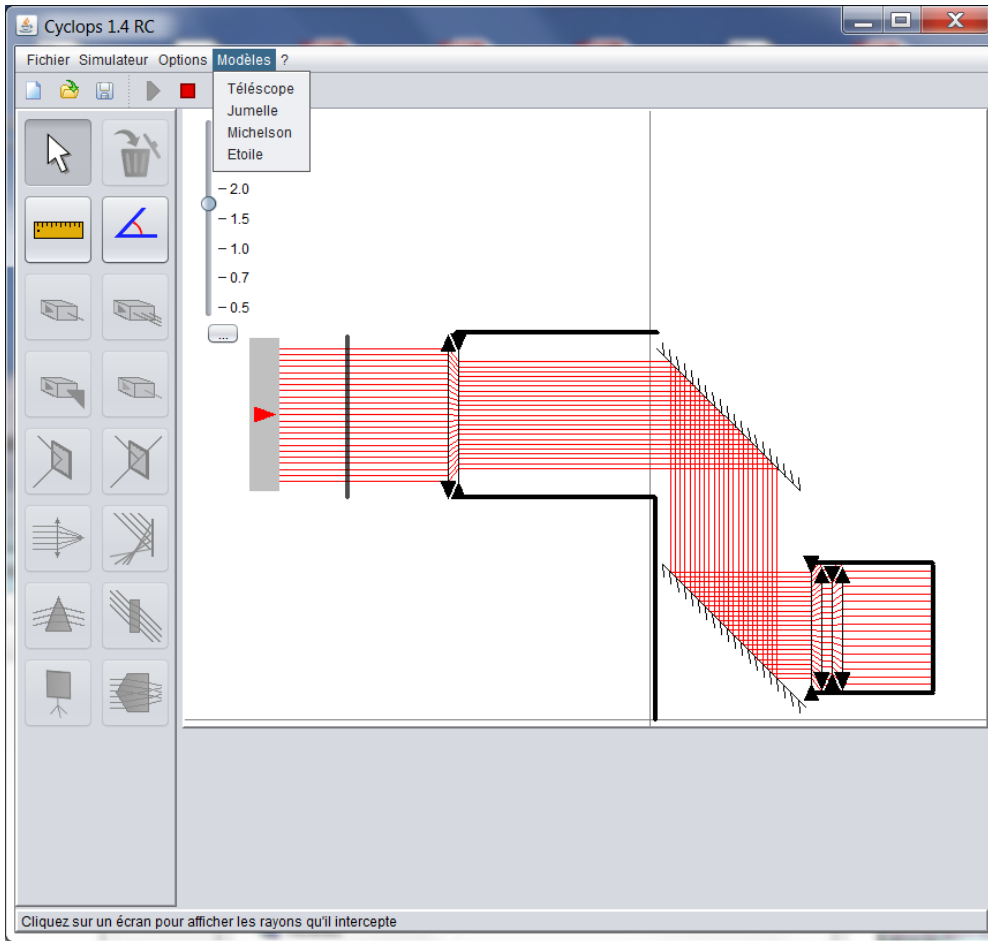 Cyclops 1.4 RC
Fichier Simulateur Options Modèles ?
Téléscope
Jumelle
Michelson
Etoile
2.0
1.5
1.0
0.7
0.5
...
Cliquez sur un écran pour afficher les rayons qu'il intercepte